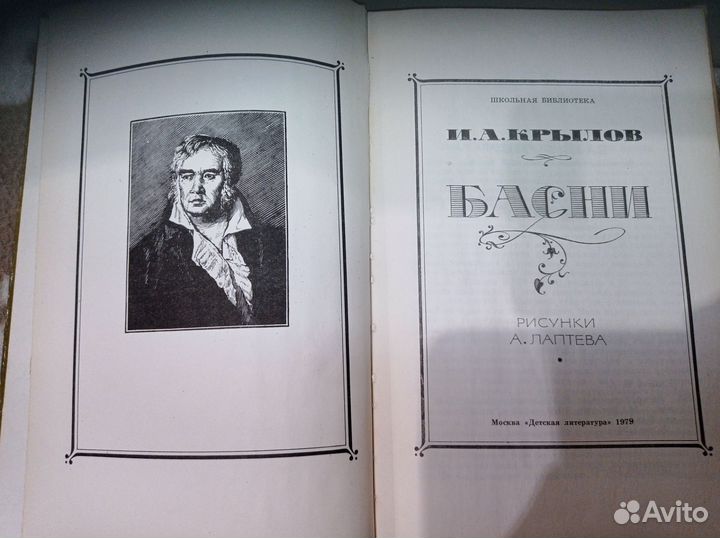 ШКОЛЬНАЯ БИБЛИОТЕКА
И.А.КРЫЛОВ
БАСНИ
РИСУНКИ
А. ЛАПТЕВА
Москва «Детская литература» 1979
Avito